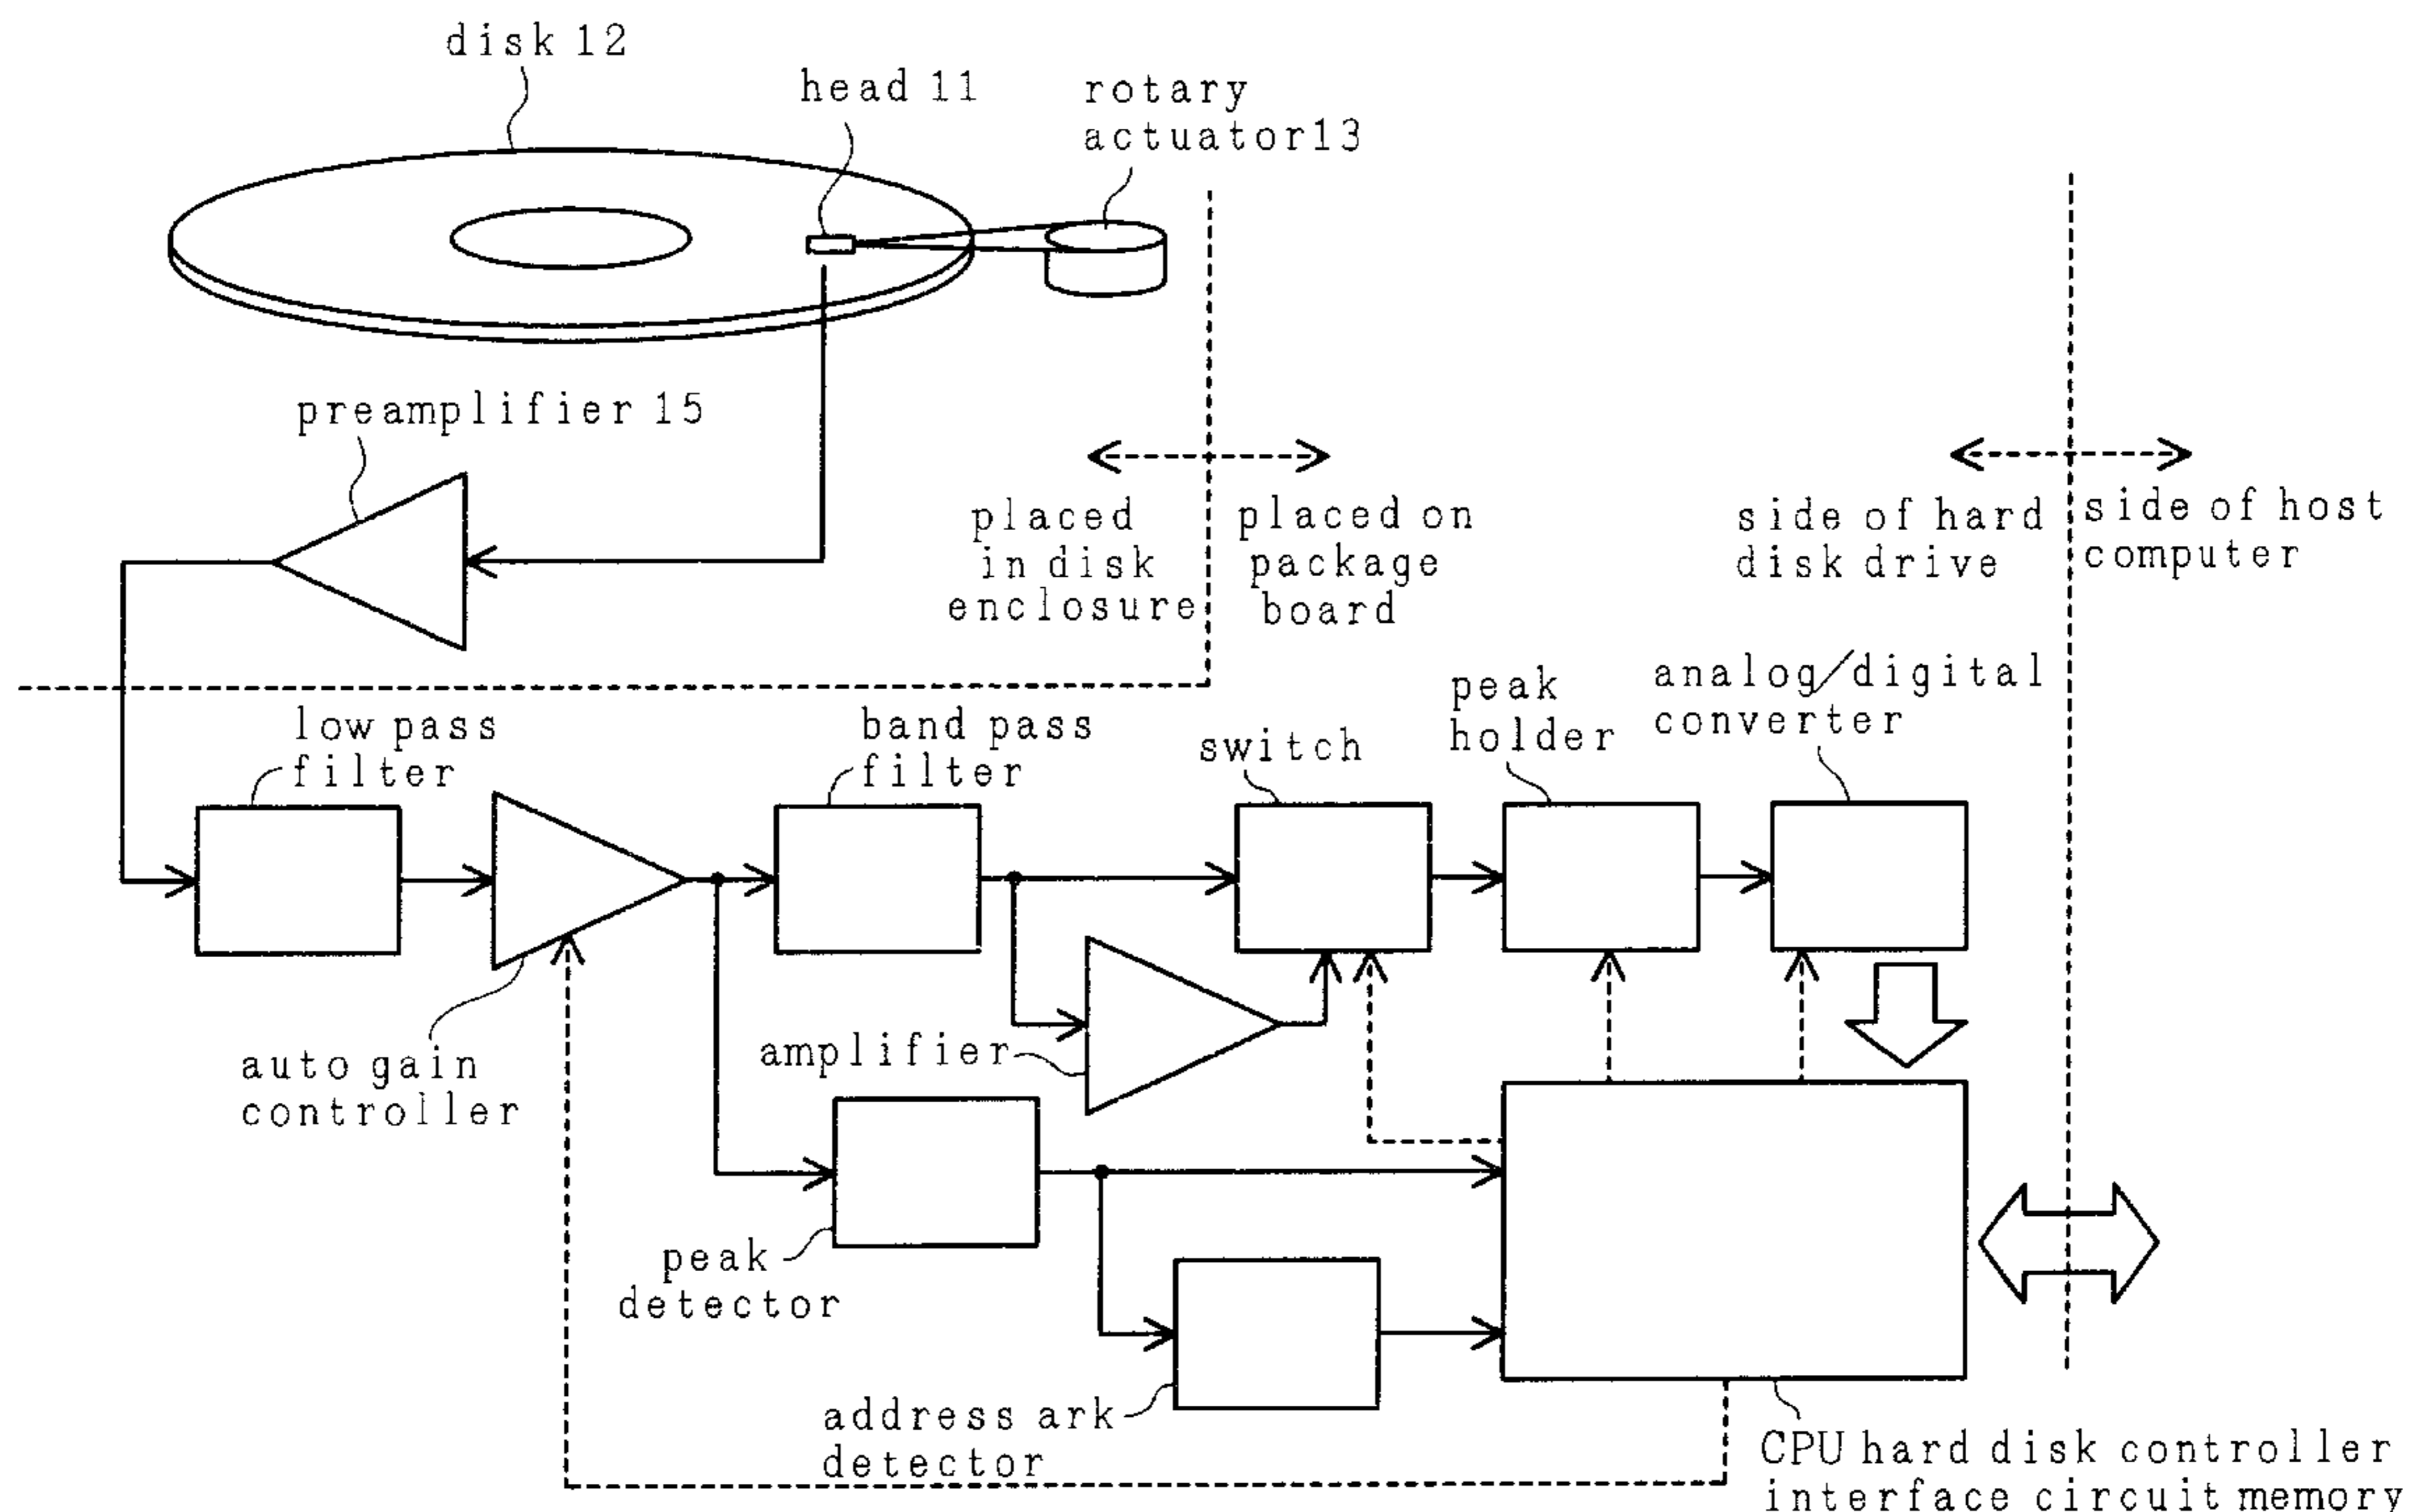 disk 12
head 11
rotary
actuator13
preamplifier 15
placed
in disk
enclosure
placed on
package
board
side of hard
disk drive
side of host
computer
low pass
filter
band pass
filter
switch
peak
holder
analog/digital
converter
auto gain
controller
amplifier
peak
detector
address ark
detector
CPU hard disk controller
interface circuit memory